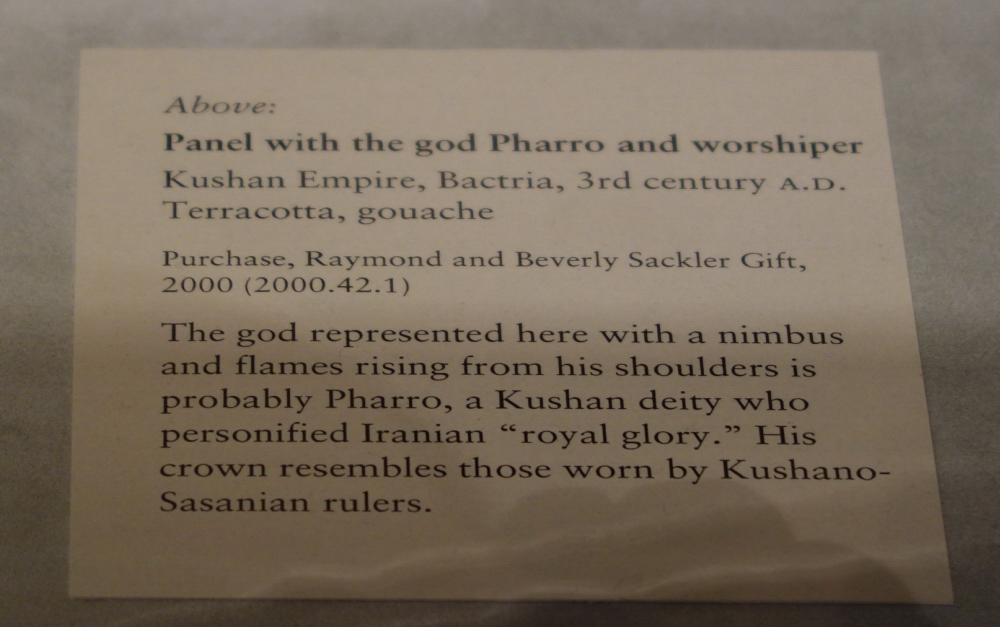 Above:
Panel with the god Pharro and worshiper
Kushan Empire, Bactria, 3rd century A.D.
Terracotta, gouache
Purchase, Raymond and Beverly Sackler Gift,
2000 (2000.42.1)
The god represented here with a nimbus
and flames rising from his shoulders is
probably Pharro, a Kushan deity who
personified Iranian “royal glory.” His
crown resembles those worn by Kushano-
Sasanian rulers.